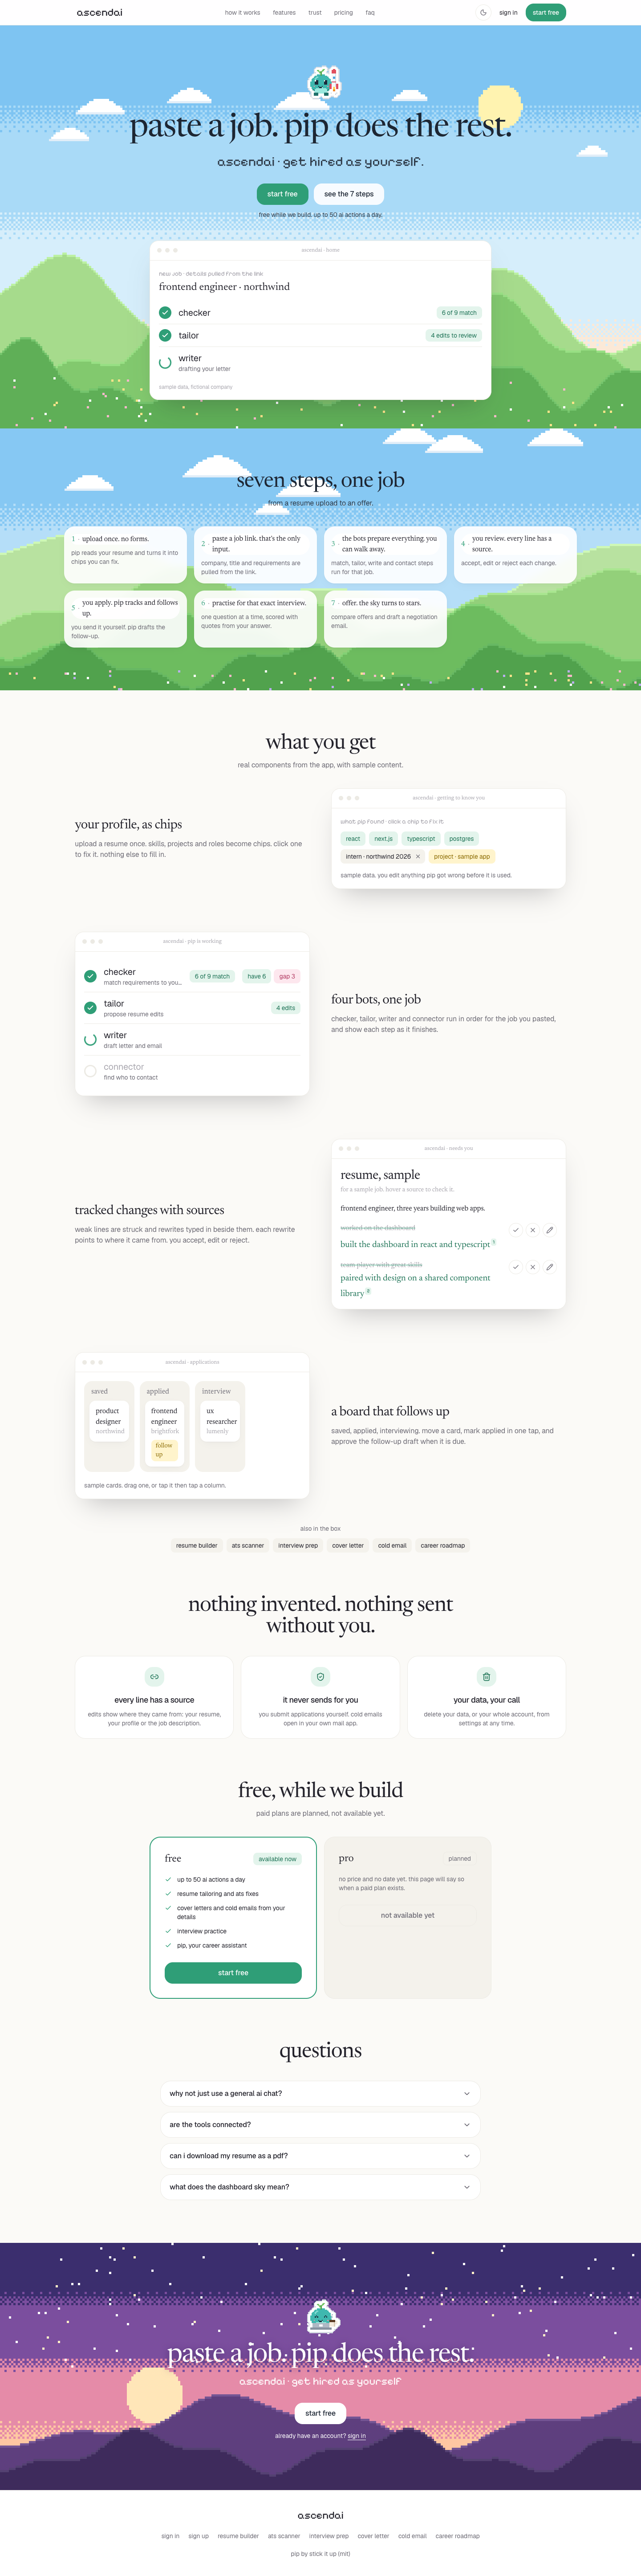 ascendai
how it works
features
trust
pricing
faq
sign in
start free
paste a job. pip does the rest.
ascendai · get hired as yourself.
start free
see the 7 steps
free while we build. up to 50 ai actions a day.
ascendai · home
new job · details pulled from the link
frontend engineer · northwind
checker
6 of 9 match
tailor
4 edits to review
writer
drafting your letter
sample data, fictional company
seven steps, one job
from a resume upload to an offer.
1 · upload once. no forms.
pip reads your resume and turns it into
chips you can fix.
2 · paste a job link. that's the only
input.
company, title and requirements are
pulled from the link.
3 · the bots prepare everything. you
can walk away.
match, tailor, write and contact steps
run for that job.
4 · you review. every line has a
source.
accept, edit or reject each change.
5 · you apply. pip tracks and follows
up.
you send it yourself. pip drafts the
follow-up.
6 · practise for that exact interview.
one question at a time, scored with
quotes from your answer.
7 · offer. the sky turns to stars.
compare offers and draft a negotiation
email.
what you get
real components from the app, with sample content.
your profile, as chips
upload a resume once. skills, projects and roles become chips. click one
to fix it. nothing else to fill in.
ascendai · getting to know you
what pip found · click a chip to fix it.
react
next.js
typescript
postgres
intern · northwind 2026 ×
project · sample app
sample data. you edit anything pip got wrong before it is used.
ascendai · pip is working
checker
match requirements to you...
6 of 9 match
have 6
gap 3
tailor
propose resume edits
4 edits
writer
draft letter and email
connector
find who to contact
four bots, one job
checker, tailor, writer and connector run in order for the job you pasted,
and show each step as it finishes.
tracked changes with sources
weak lines are struck and rewrites typed in beside them. each rewrite
points to where it came from. you accept, edit or reject.
ascendai · needs you
resume, sample
for a sample job. hover a source to check it.
frontend engineer, three years building web apps.
worked on the dashboard
built the dashboard in react and typescript
team player with great skills
paired with design on a shared component
library
ascendai · applications
saved
product
designer
northwind
applied
frontend
engineer
brightfork
follow
up
interview
ux
researcher
lumenly
sample cards. drag one, or tap it then tap a column.
a board that follows up
saved, applied, interviewing. move a card, mark applied in one tap, and
approve the follow-up draft when it is due.
also in the box
resume builder
ats scanner
interview prep
cover letter
cold email
career roadmap
nothing invented. nothing sent
without you.
every line has a source
edits show where they came from: your resume,
your profile or the job description.
it never sends for you
you submit applications yourself. cold emails
open in your own mail app.
your data, your call
delete your data, or your whole account, from
settings at any time.
free, while we build
paid plans are planned, not available yet.
free
available now
up to 50 ai actions a day
resume tailoring and ats fixes
cover letters and cold emails from your
details
interview practice
pip, your career assistant
start free
pro
planned
no price and no date yet. this page will say so
when a paid plan exists.
not available yet
questions
why not just use a general ai chat?
are the tools connected?
can i download my resume as a pdf?
what does the dashboard sky mean?
paste a job. pip does the rest.
ascendai · get hired as yourself
start free
already have an account? sign in
ascendai
sign in
sign up
resume builder
ats scanner
interview prep
cover letter
cold email
career roadmap
pip by stick it up (mit)